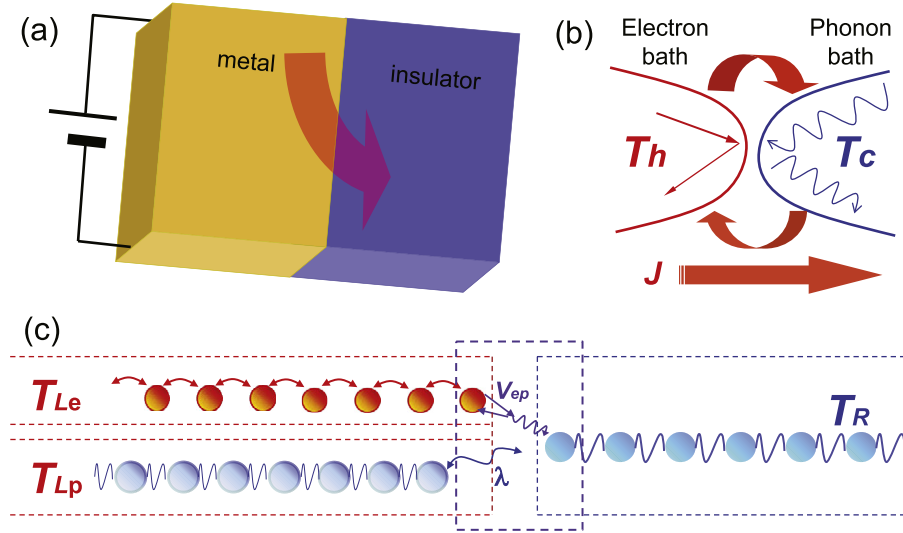 (a)
metal
insulator
(b)
Electron
bath
Phonon
bath
Th
Tc
J
(c)
TLe
Vep
TR
TLp
λ